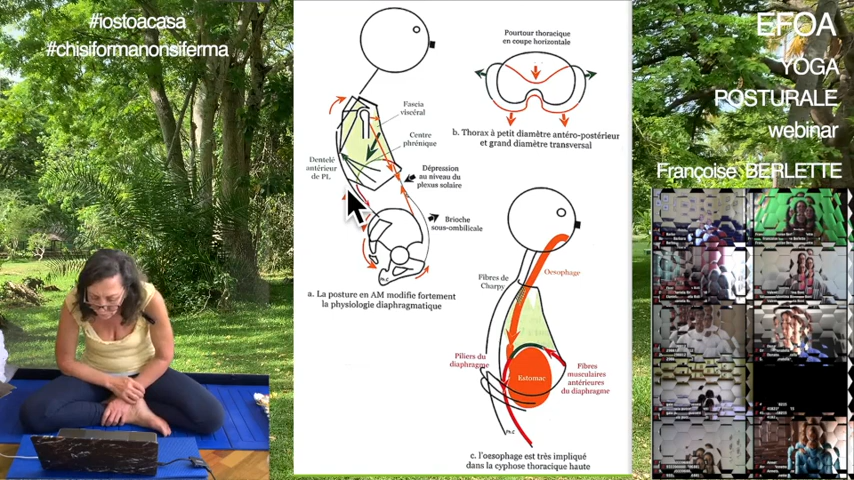 #iostoacasa
#chisiformanonsiferma
EFOA
YOGA
POSTURALE
webinar
Françoise BERLETTE
Fascia
viscéral
Centre
phrénique
Dentelé
antérieur
de PL
Dépression
au niveau du
plexus solaire
Brioche
sous-ombilicale
a. La posture en AM modifie fortement
la physiologie diaphragmatique
Pourtour thoracique
en coupe horizontale
b. Thorax à petit diamètre antéro-postérieur
et grand diamètre transversal
Fibres de
Charpy
Oesophage
Piliers du
diaphragme
Estomac
Fibres
musculaires
antérieures
du diaphragme
c. l'œsophage est très impliqué
dans la cyphose thoracique haute